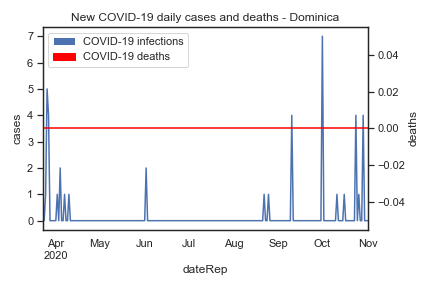 New COVID-19 daily cases and deaths - Dominica
COVID-19 infections
COVID-19 deaths
7
6
5
4
3
2
1
0
cases
0.04
0.02
0.00
−0.02
−0.04
deaths
Apr May Jun Jul Aug Sep Oct Nov
2020
dateRep